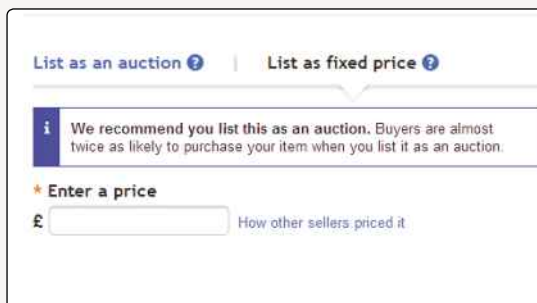 List as an auction ? | List as fixed price ?
i We recommend you list this as an auction. Buyers are almost
twice as likely to purchase your item when you list it as an auction.
* Enter a price
£ How other sellers priced it